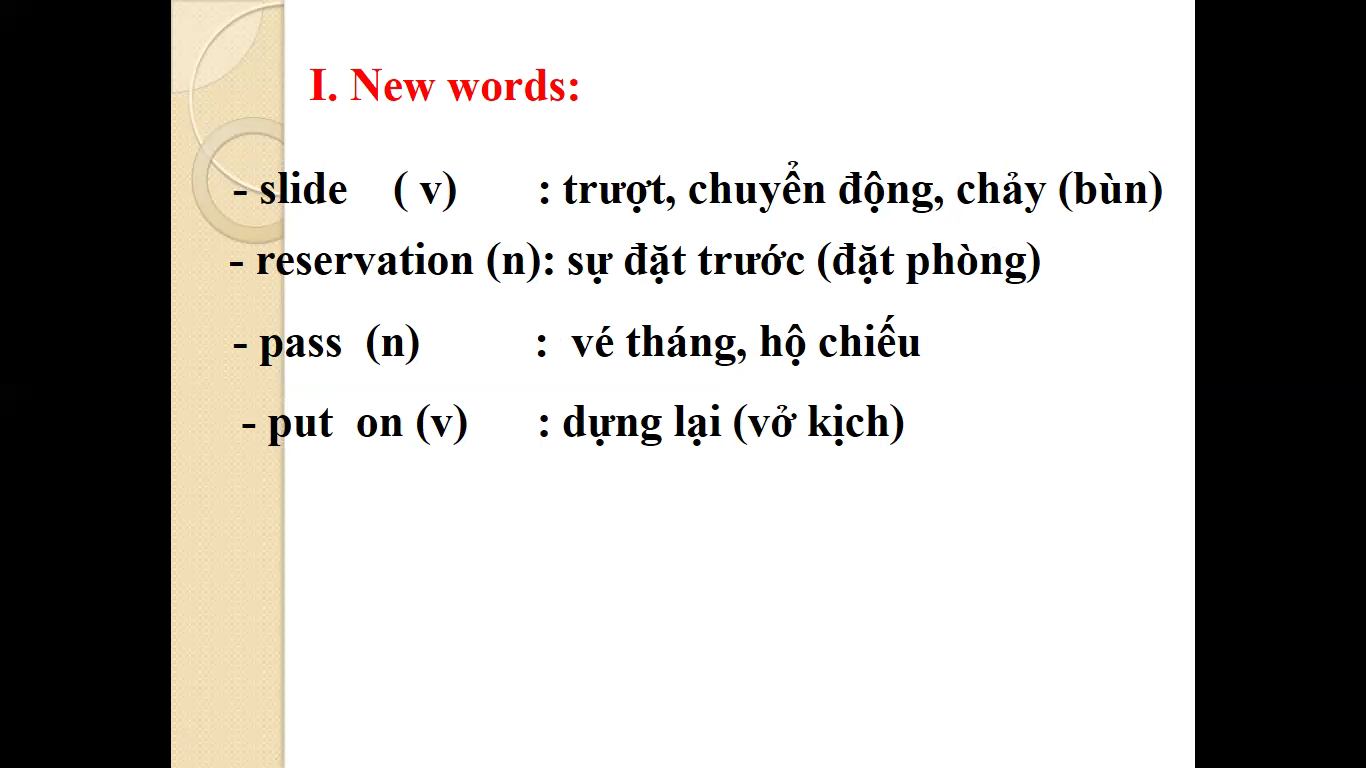 I. New words:
- slide ( v) : trượt, chuyển động, chảy (bùn)
- reservation (n): sự đặt trước (đặt phòng)
- pass (n) : vé tháng, hộ chiếu
- put on (v) : dựng lại (vở kịch)